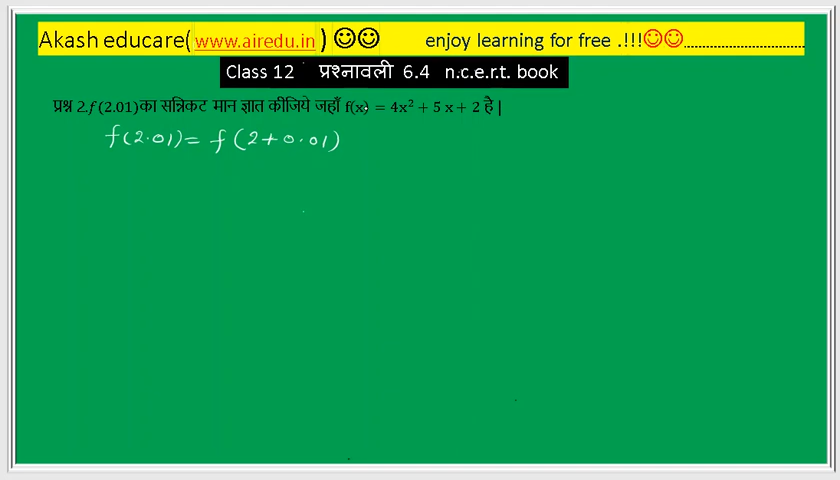 Akash educare( www.airedu.in ) ☺☺ enjoy learning for free .!!!☺☺...............................
Class 12 प्रश्नावली 6.4 n.c.e.r.t. book
प्रश्न 2.f (2.01)का सन्निकट मान ज्ञात कीजिये जहाँ f(x) = 4x² + 5 x + 2 है |
f(2.01) = f (2+0.01)